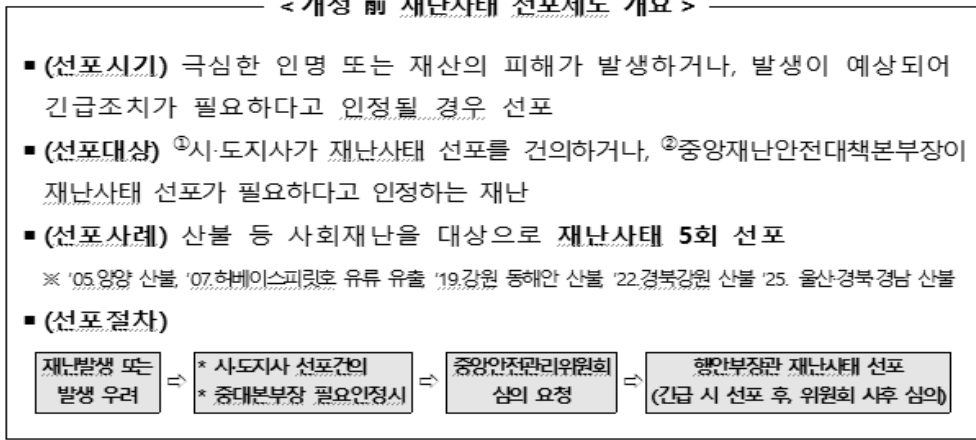 < 개정 前 재난사태 선포제도 개요 >
▪ (선포시기) 극심한 인명 또는 재산의 피해가 발생하거나, 발생이 예상되어
긴급조치가 필요하다고 인정될 경우 선포
▪ (선포대상) ①시·도지사가 재난사태 선포를 건의하거나, ②중앙재난안전대책본부장이
재난사태 선포가 필요하다고 인정하는 재난
▪ (선포사례) 산불 등 사회재난을 대상으로 재난사태 5회 선포
※ '05.양양 산불, '07.허베이스피릿호 유류 유출, '19.강원 동해안 산불, '22.경북강원 산불 '25. 울산·경북·경남 산불
▪ (선포절차)
재난발생 또는
발생 우려
⇨
* 시·도지사 선포건의
* 중대본부장 필요인정시
⇨
중앙안전관리위원회
심의 요청
⇨
행안부장관 재난사태 선포
(긴급 시 선포 후, 위원회 사후 심의)